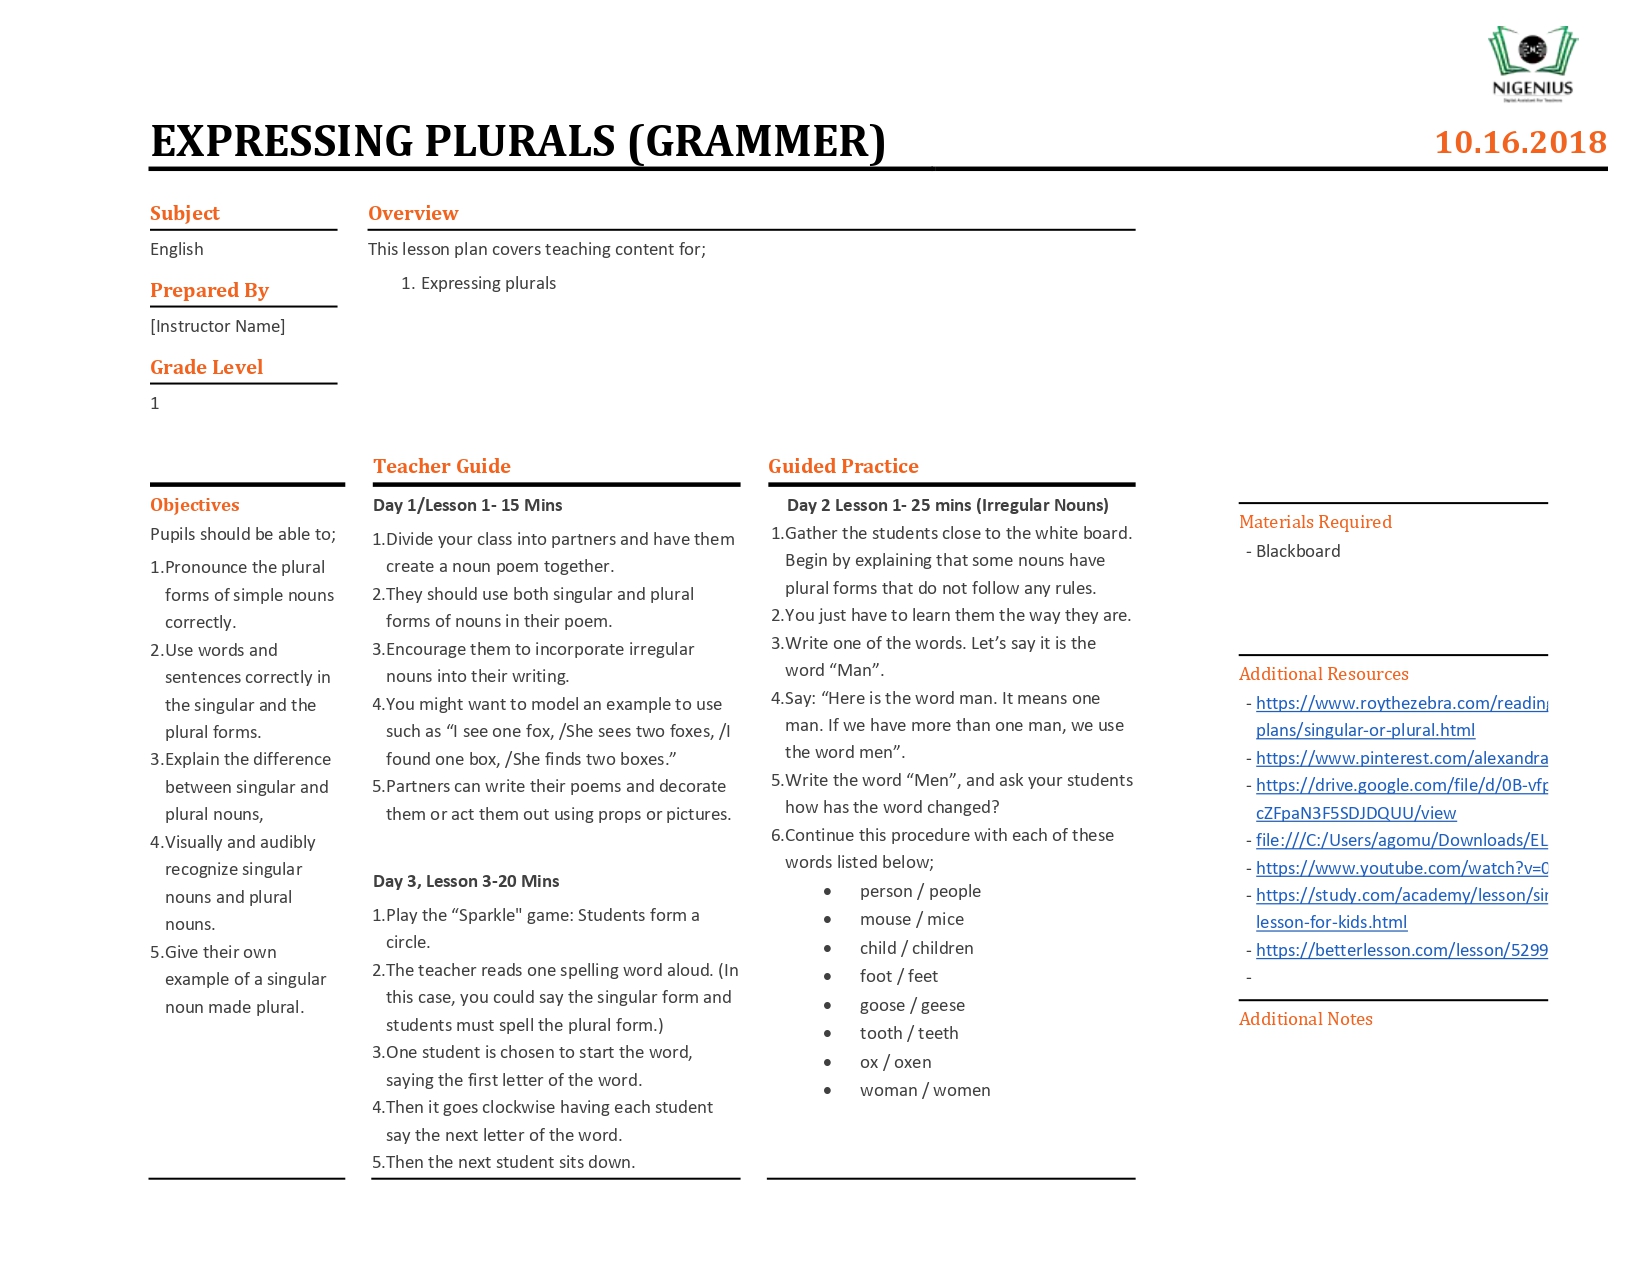 NIGENIUS
Digital Assistant For Teachers
EXPRESSING PLURALS (GRAMMER)
10.16.2018
Subject
English
Prepared By
[Instructor Name]
Grade Level
1
Overview
This lesson plan covers teaching content for;
1. Expressing plurals
Objectives
Pupils should be able to;
1.Pronounce the plural
forms of simple nouns
correctly.
2.Use words and
sentences correctly in
the singular and the
plural forms.
3.Explain the difference
between singular and
plural nouns,
4.Visually and audibly
recognize singular
nouns and plural
nouns.
5.Give their own
example of a singular
noun made plural.
Teacher Guide
Day 1/Lesson 1- 15 Mins
1.Divide your class into partners and have them
create a noun poem together.
2.They should use both singular and plural
forms of nouns in their poem.
3.Encourage them to incorporate irregular
nouns into their writing.
4.You might want to model an example to use
such as “I see one fox, /She sees two foxes, /I
found one box, /She finds two boxes.”
5.Partners can write their poems and decorate
them or act them out using props or pictures.
Day 3, Lesson 3-20 Mins
1.Play the “Sparkle" game: Students form a
circle.
2.The teacher reads one spelling word aloud. (In
this case, you could say the singular form and
students must spell the plural form.)
3.One student is chosen to start the word,
saying the first letter of the word.
4.Then it goes clockwise having each student
say the next letter of the word.
5.Then the next student sits down.
Guided Practice
Day 2 Lesson 1- 25 mins (Irregular Nouns)
1.Gather the students close to the white board.
Begin by explaining that some nouns have
plural forms that do not follow any rules.
2.You just have to learn them the way they are.
3.Write one of the words. Let’s say it is the
word “Man”.
4.Say: “Here is the word man. It means one
man. If we have more than one man, we use
the word men”.
5.Write the word “Men”, and ask your students
how has the word changed?
6.Continue this procedure with each of these
words listed below;
• person / people
• mouse / mice
• child / children
• foot / feet
• goose / geese
• tooth / teeth
• ox / oxen
• woman / women
Materials Required
- Blackboard
Additional Resources
- https://www.roythezebra.com/reading
plans/singular-or-plural.html
- https://www.pinterest.com/alexandra
- https://drive.google.com/file/d/0B-vfp
cZFpaN3F5SDJDQUU/view
- file:///C:/Users/agomu/Downloads/EL
- https://www.youtube.com/watch?v=0
- https://study.com/academy/lesson/sin
lesson-for-kids.html
- https://betterlesson.com/lesson/5299
-
Additional Notes